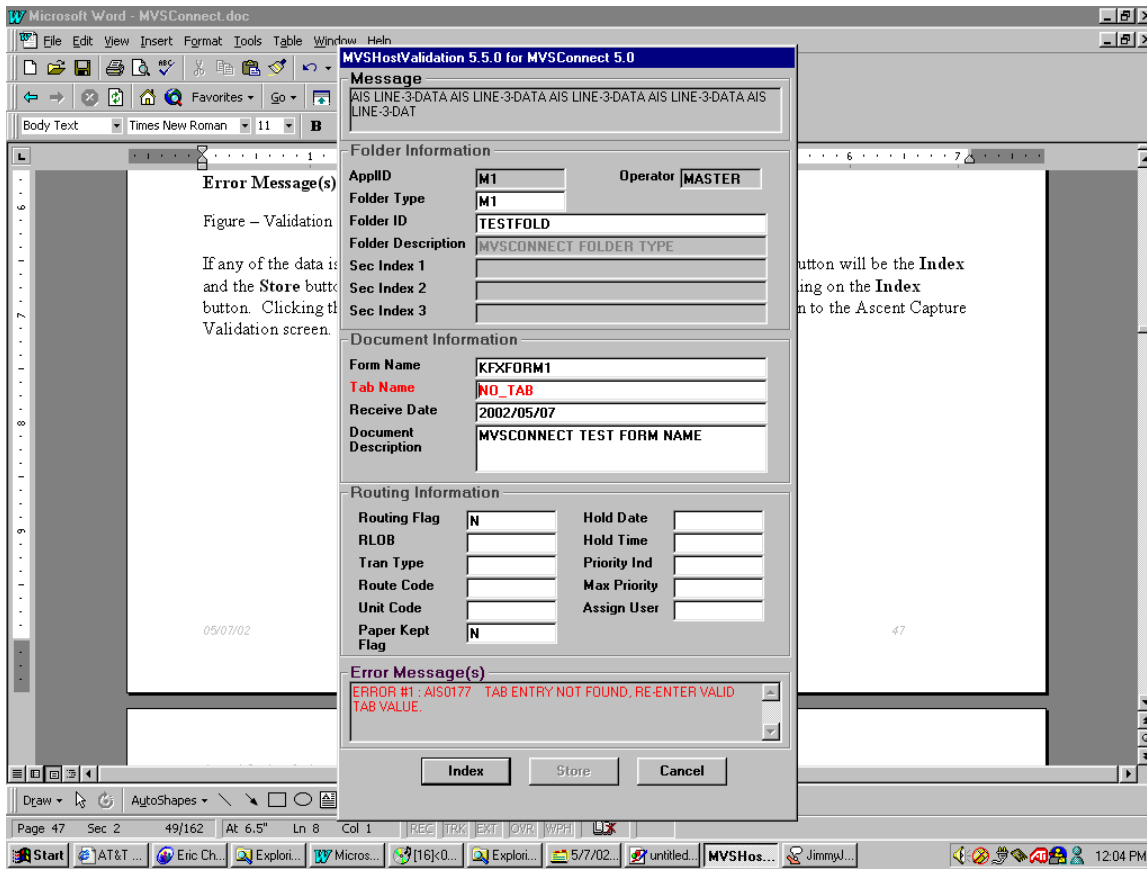 Microsoft Word - MVSConnect.doc
File Edit View Insert Format Tools Table Window Help
Favorites Go
Body Text Times New Roman 11 B
1 6 7
Error Message(s)
Figure – Validation
If any of the data is
and the Store butto
button. Clicking th
Validation screen.
utton will be the Index
ing on the Index
n to the Ascent Capture
05/07/02
47
MVSHostValidation 5.5.0 for MVSConnect 5.0
Message
AIS LINE-3-DATA AIS LINE-3-DATA AIS LINE-3-DATA AIS LINE-3-DATA AIS
LINE-3-DAT
Folder Information
ApplID M1 Operator MASTER
Folder Type M1
Folder ID TESTFOLD
Folder Description MVSCONNECT FOLDER TYPE
Sec Index 1
Sec Index 2
Sec Index 3
Document Information
Form Name KFXFORM1
Tab Name NO_TAB
Receive Date 2002/05/07
Document MVSCONNECT TEST FORM NAME
Description
Routing Information
Routing Flag N Hold Date
RLOB Hold Time
Tran Type Priority Ind
Route Code Max Priority
Unit Code Assign User
Paper Kept N
Flag
Error Message(s)
ERROR #1 : AIS0177 TAB ENTRY NOT FOUND, RE-ENTER VALID
TAB VALUE.
Index Store Cancel
Draw AutoShapes
Page 47 Sec 2 49/162 At 6.5" Ln 8 Col 1 REC TRK EXT OVR WPH
Start AT&T ... Eric Ch... Explori... Micros... [16]<0... Explori... 5/7/02... untitled... MVSHos... JimmyJ... 12:04 PM